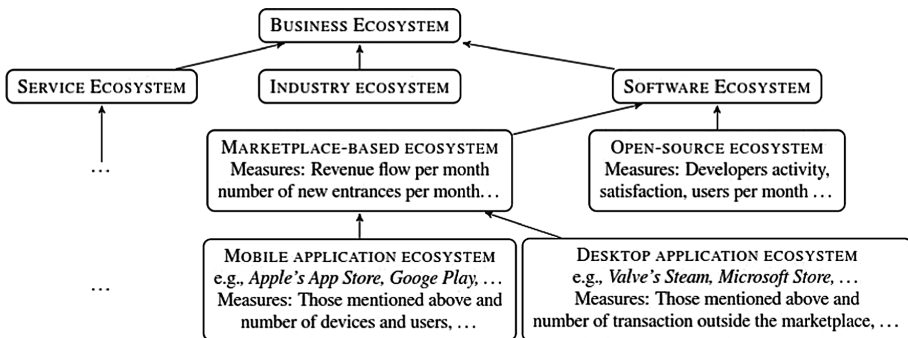 BUSINESS ECOSYSTEM
SERVICE ECOSYSTEM
INDUSTRY ECOSYSTEM
SOFTWARE ECOSYSTEM
MARKETPLACE-BASED ECOSYSTEM
Measures: Revenue flow per month
number of new entrances per month...
OPEN-SOURCE ECOSYSTEM
Measures: Developers activity,
satisfaction, users per month ...
...
MOBILE APPLICATION ECOSYSTEM
e.g., Apple's App Store, Googe Play, ...
Measures: Those mentioned above and
number of devices and users, ...
DESKTOP APPLICATION ECOSYSTEM
e.g., Valve's Steam, Microsoft Store, ...
Measures: Those mentioned above and
number of transaction outside the marketplace, ...
...